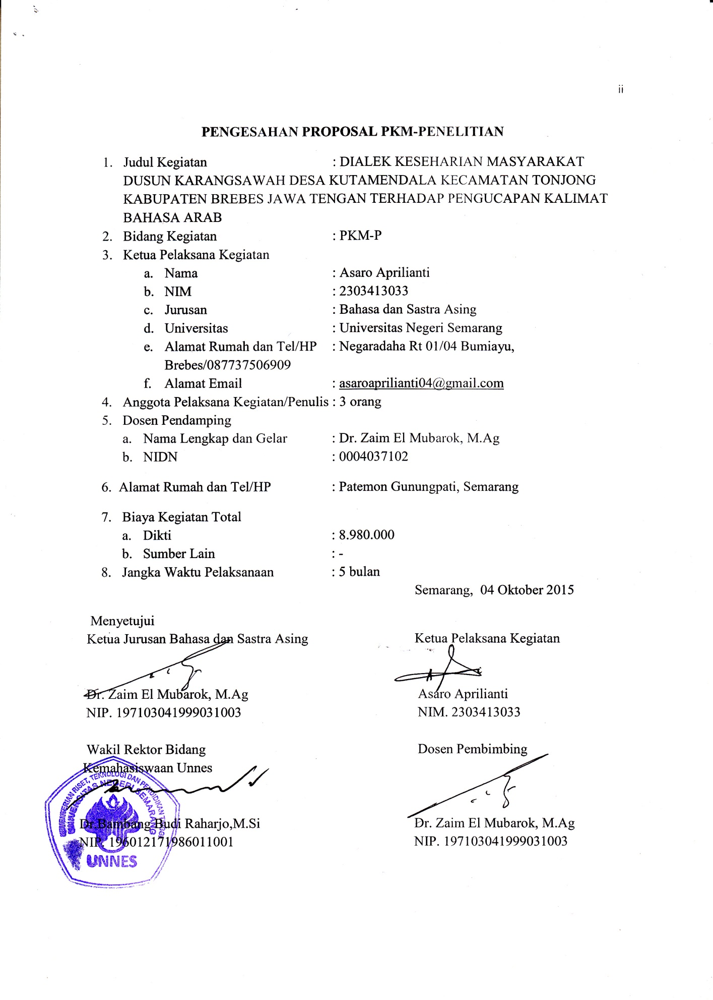 ii
PENGESAHAN PROPOSAL PKM-PENELITIAN
1. Judul Kegiatan : DIALEK KESEHARIAN MASYARAKAT
DUSUN KARANGSAWAH DESA KUTAMENDALA KECAMATAN TONJONG
KABUPATEN BREBES JAWA TENGAN TERHADAP PENGUCAPAN KALIMAT
BAHASA ARAB
2. Bidang Kegiatan : PKM-P
3. Ketua Pelaksana Kegiatan
a. Nama : Asaro Aprilianti
b. NIM : 2303413033
c. Jurusan : Bahasa dan Sastra Asing
d. Universitas : Universitas Negeri Semarang
e. Alamat Rumah dan Tel/HP : Negaradaha Rt 01/04 Bumiayu,
Brebes/087737506909
f. Alamat Email : asaroaprilianti04@gmail.com
4. Anggota Pelaksana Kegiatan/Penulis : 3 orang
5. Dosen Pendamping
a. Nama Lengkap dan Gelar : Dr. Zaim El Mubarok, M.Ag
b. NIDN : 0004037102
6. Alamat Rumah dan Tel/HP : Patemon Gunungpati, Semarang
7. Biaya Kegiatan Total
a. Dikti : 8.980.000
b. Sumber Lain : -
8. Jangka Waktu Pelaksanaan : 5 bulan
Semarang, 04 Oktober 2015
Menyetujui
Ketua Jurusan Bahasa dan Sastra Asing Ketua Pelaksana Kegiatan
Dr. Zaim El Mubarok, M.Ag Asaro Aprilianti
NIP. 197103041999031003 NIM. 2303413033
Wakil Rektor Bidang Dosen Pembimbing
Kemahasiswaan Unnes
KEMENTERIAN RISET, TEKNOLOGI DAN PENDIDIKAN TINGGI
UNIVERSITAS NEGERI SEMARANG
Dr.Bambang Budi Raharjo,M.Si Dr. Zaim El Mubarok, M.Ag
NIP. 196012171986011001 NIP. 197103041999031003
UNNES